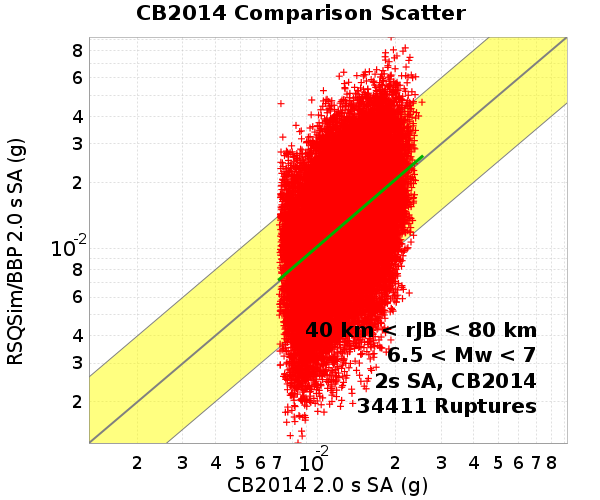 CB2014 Comparison Scatter
8
6
4
3
2
10-2
8
6
4
3
2
RSQSim/BBP 2.0 s SA (g)
40 km < rJB < 80 km
6.5 < Mw < 7
2s SA, CB2014
34411 Ruptures
2 3 4 5 6 7 10-2 2 3 4 5 6 7 8
CB2014 2.0 s SA (g)